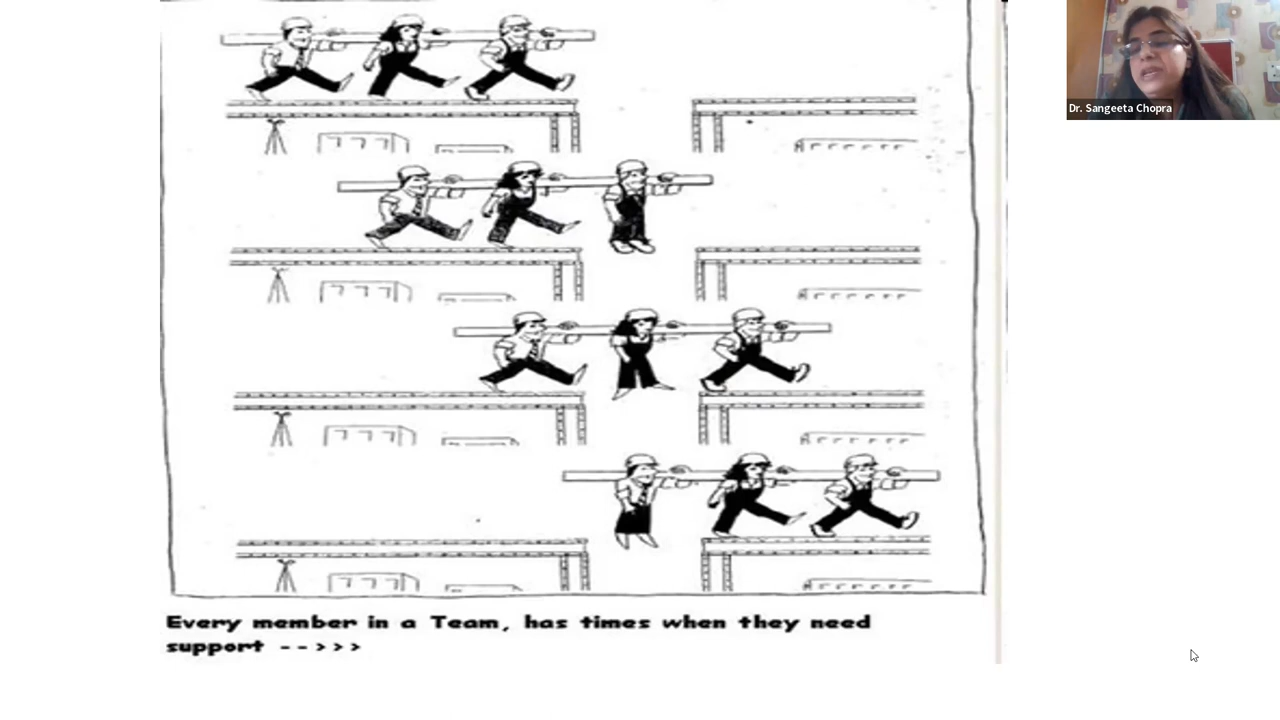 Dr. Sangeeta Chopra
Every member in a Team, has times when they need
support -->>>